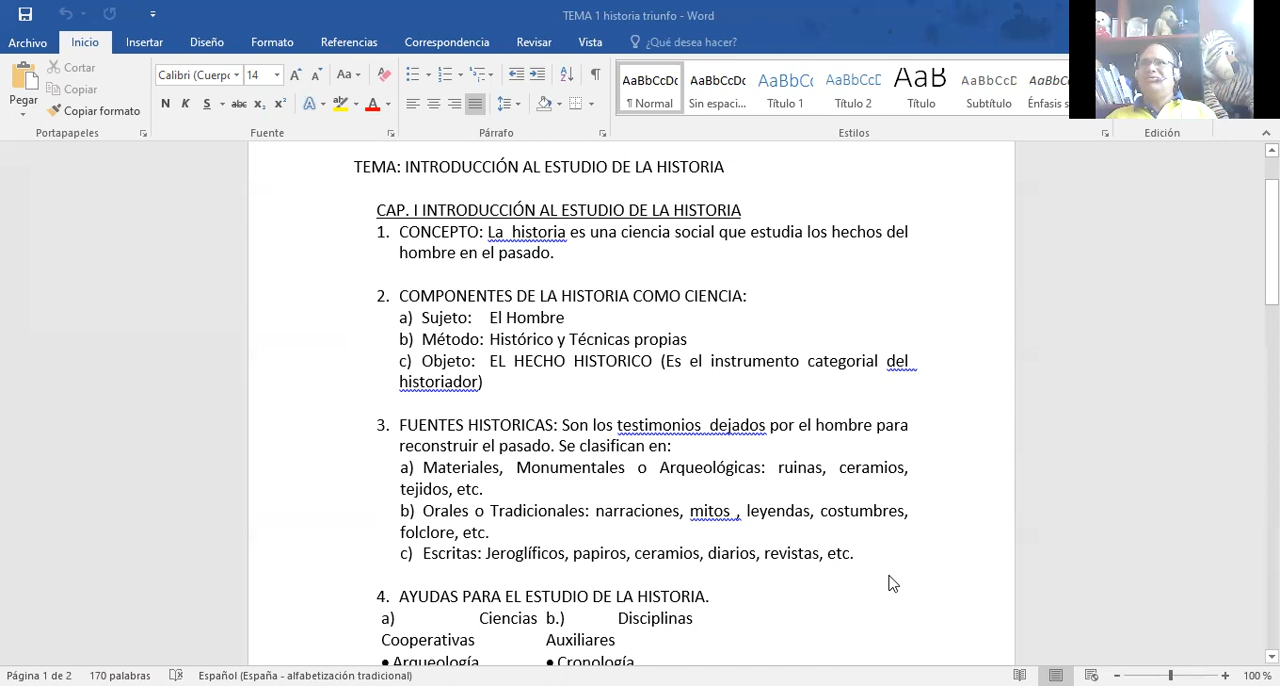 TEMA 1 historia triunfo - Word
Archivo Inicio Insertar Diseño Formato Referencias Correspondencia Revisar Vista ¿Qué desea hacer?
Pegar
Cortar
Copiar
Copiar formato
Portapapeles
Calibri (Cuerpo 14
N K S abc x₂ x²
Fuente
Párrafo
AaBbCcDc AaBbCcDc AaBbCc AaBbCcD AaB AaBbCcD AaBbCcD
¶ Normal Sin espaci... Título 1 Título 2 Título Subtítulo Énfasis s
Estilos
Edición
TEMA: INTRODUCCIÓN AL ESTUDIO DE LA HISTORIA
CAP. I INTRODUCCIÓN AL ESTUDIO DE LA HISTORIA
1. CONCEPTO: La historia es una ciencia social que estudia los hechos del
hombre en el pasado.
2. COMPONENTES DE LA HISTORIA COMO CIENCIA:
a) Sujeto: El Hombre
b) Método: Histórico y Técnicas propias
c) Objeto: EL HECHO HISTORICO (Es el instrumento categorial del
historiador)
3. FUENTES HISTORICAS: Son los testimonios dejados por el hombre para
reconstruir el pasado. Se clasifican en:
a) Materiales, Monumentales o Arqueológicas: ruinas, ceramios,
tejidos, etc.
b) Orales o Tradicionales: narraciones, mitos , leyendas, costumbres,
folclore, etc.
c) Escritas: Jeroglíficos, papiros, ceramios, diarios, revistas, etc.
4. AYUDAS PARA EL ESTUDIO DE LA HISTORIA.
a) Ciencias b.) Disciplinas
Cooperativas Auxiliares
• Arqueología • Cronología
Página 1 de 2 170 palabras Español (España - alfabetización tradicional) 100 %